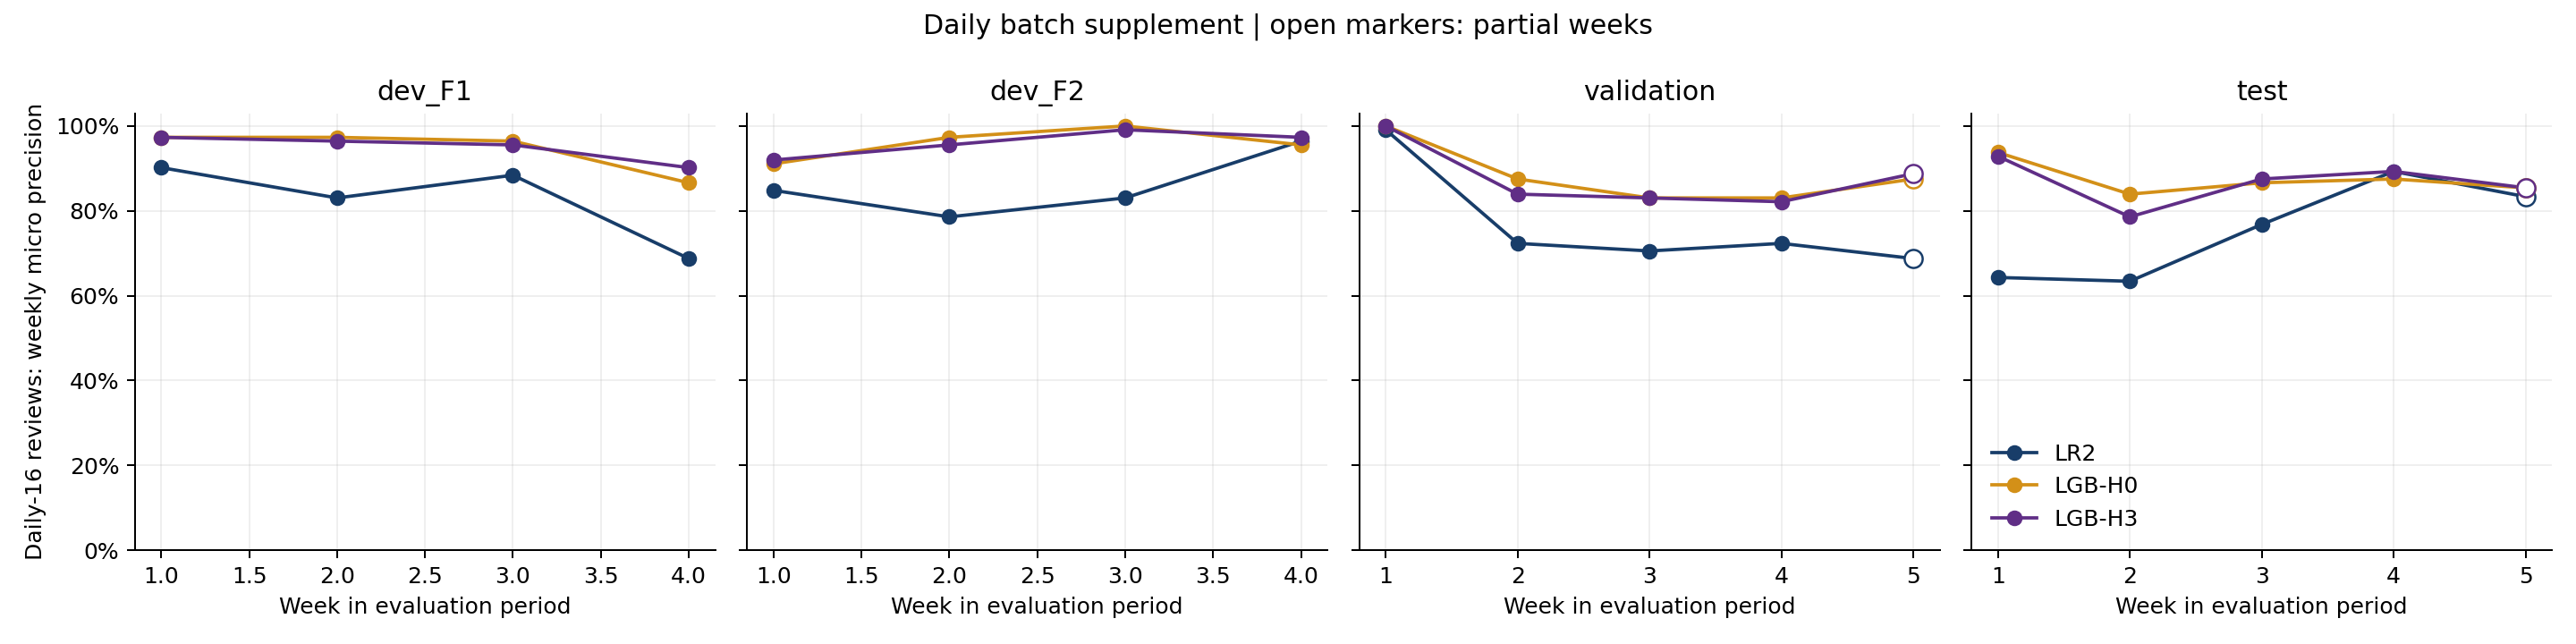 Daily batch supplement | open markers: partial weeks
Daily-16 reviews: weekly micro precision
dev_F1
100%
80%
60%
40%
20%
0%
1.0 1.5 2.0 2.5 3.0 3.5 4.0
Week in evaluation period
dev_F2
1.0 1.5 2.0 2.5 3.0 3.5 4.0
Week in evaluation period
validation
1 2 3 4 5
Week in evaluation period
test
LR2
LGB-H0
LGB-H3
1 2 3 4 5
Week in evaluation period